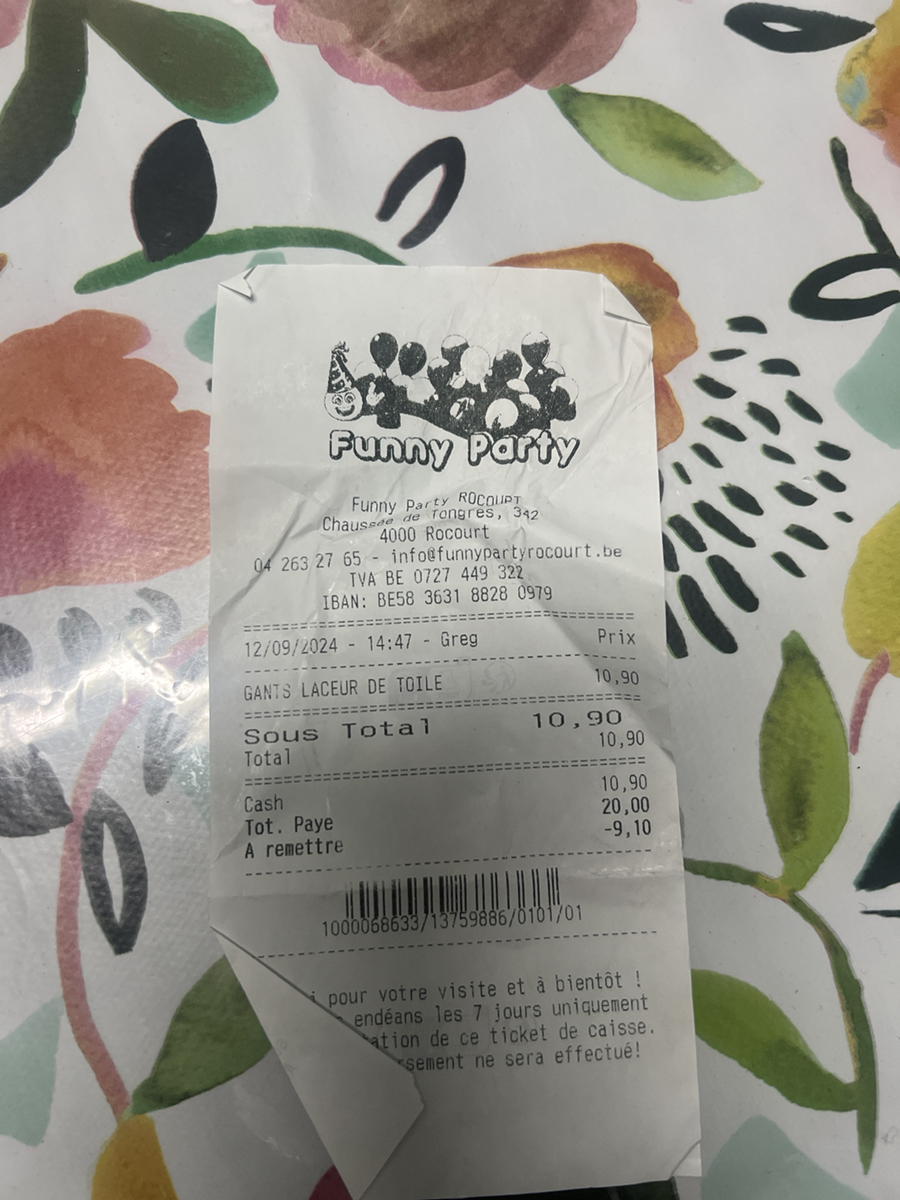 Funny Party
Funny Party ROCOURT
Chaussée de Tongres, 342
4000 Rocourt
04 263 27 65 - info@funnypartyrocourt.be
TVA BE 0727 449 322
IBAN: BE58 3631 8828 0979
12/09/2024 - 14:47 - Greg Prix
GANTS LACEUR DE TOILE 10,90
Sous Total 10,90
Total 10,90
Cash 10,90
Tot. Paye 20,00
A remettre -9,10
1000068633/13759886/0101/01
pour votre visite et à bientôt !
endéans les 7 jours uniquement
de ce ticket de caisse.
ne sera effectué!